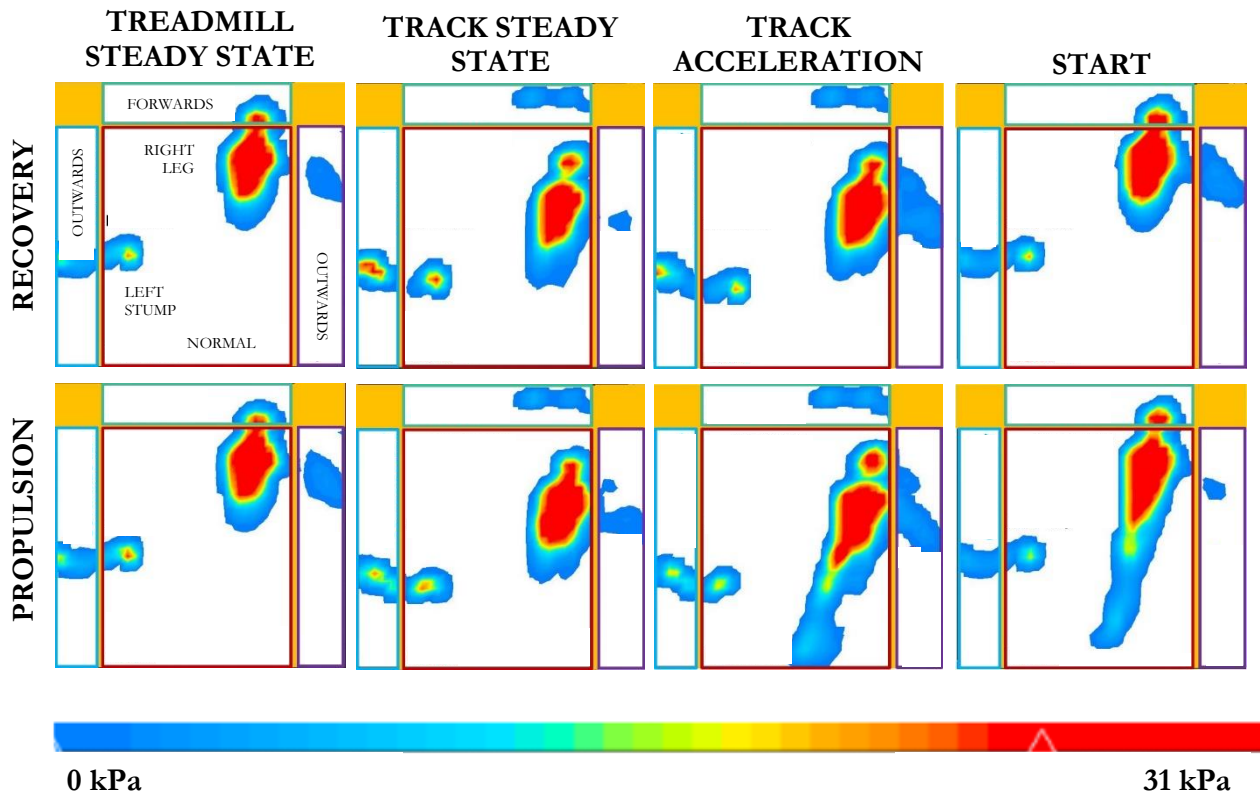 TREADMILL
STEADY STATE
TRACK STEADY
STATE
TRACK
ACCELERATION
START
RECOVERY
FORWARDS
OUTWARDS
RIGHT
LEG
LEFT
STUMP
NORMAL
OUTWARDS
PROPULSION
0 kPa
31 kPa